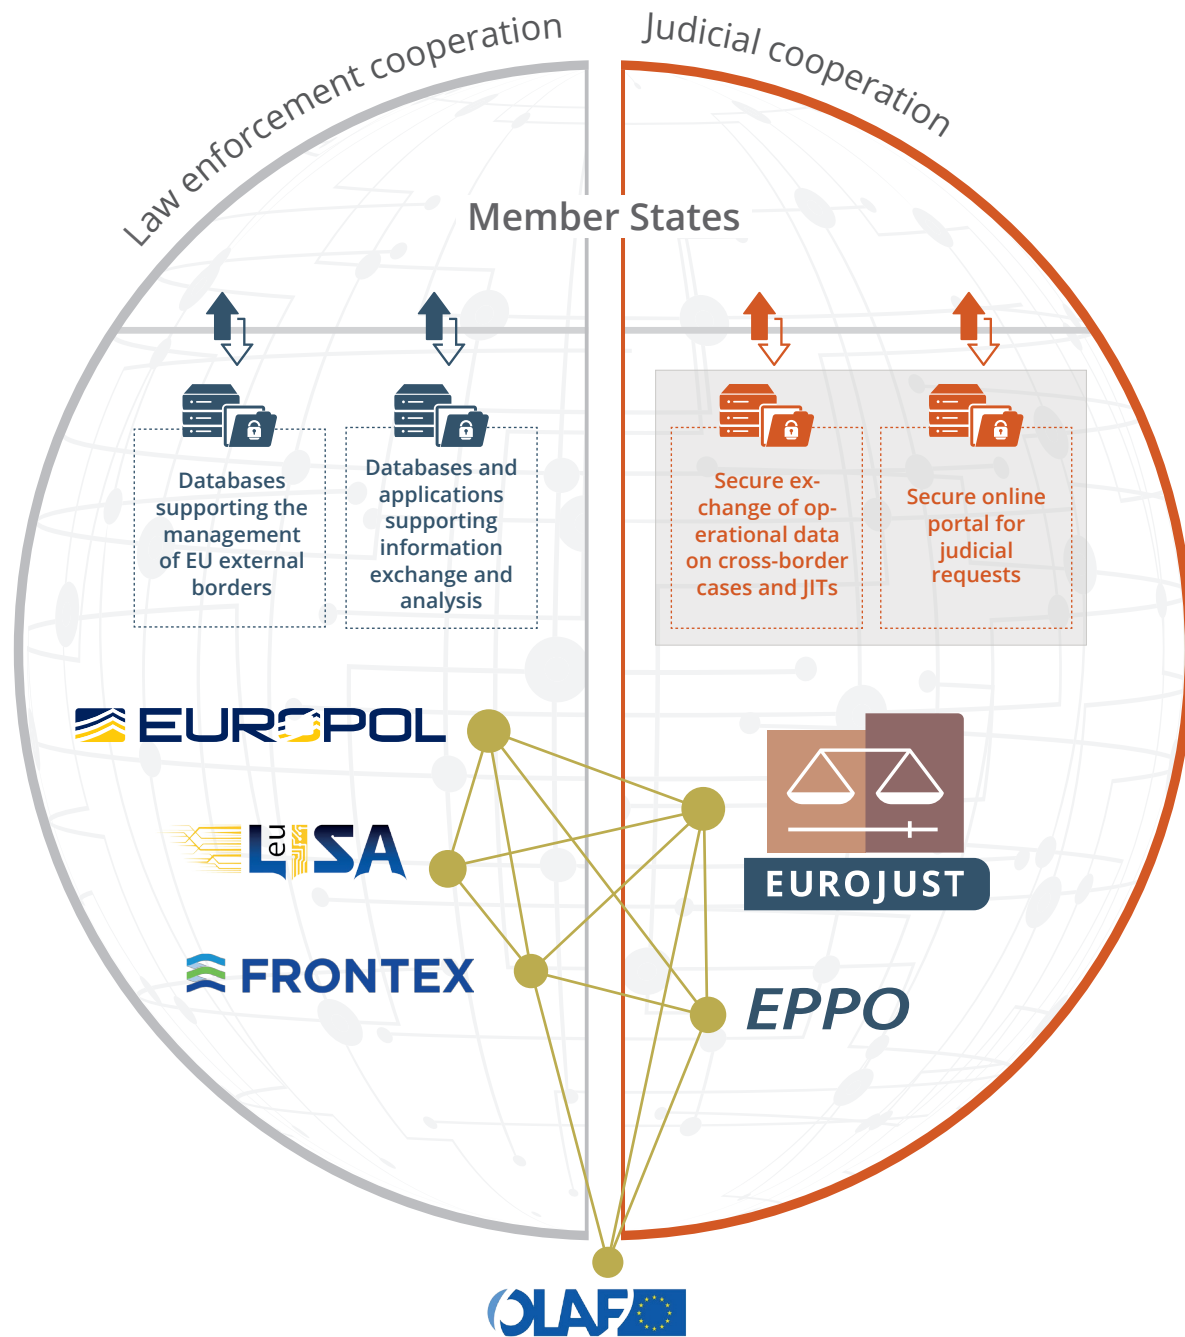 Law enforcement cooperation
Judicial cooperation
Member States
Databases
supporting the
management
of EU external
borders
Databases and
applications
supporting
information
exchange and
analysis
Secure ex-
change of op-
erational data
on cross-border
cases and JITs
Secure online
portal for
judicial
requests
EUROPOL
eu LISA
FRONTEX
EUROJUST
EPPO
OLAF